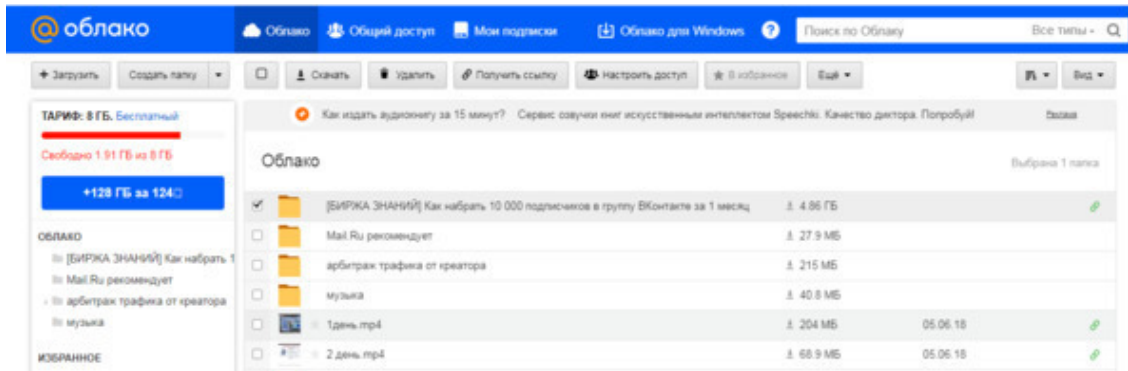 облако
Облако Общий доступ Мои подписки Облако для Windows ? Поиск по Облаку Все типы
+ Загрузить Создать папку Скачать Удалить Получить ссылку Настроить доступ В избранное Ещё Вид
ТАРИФ: 8 ГБ. Бесплатный
Как издать аудиокнигу за 15 минут? Сервис озвучки книг искусственным интеллектом Speechki. Качество диктора. Попробуй!
Свободно 1.91 ГБ из 8 ГБ
Облако
Выбрана 1 папка
+128 ГБ за 124
[БИРЖА ЗНАНИЙ] Как набрать 10 000 подписчиков в группу ВКонтакте за 1 месяц 4.86 ГБ
ОБЛАКО
Mail.Ru рекомендует 27.9 МБ
[БИРЖА ЗНАНИЙ] Как набрать 1
арбитраж трафика от креатора 215 МБ
Mail.Ru рекомендует
арбитраж трафика от креатора
музыка 40.8 МБ
музыка
1день.mp4 204 МБ 05.06.18
ИЗБРАННОЕ
2 день.mp4 68.9 МБ 05.06.18